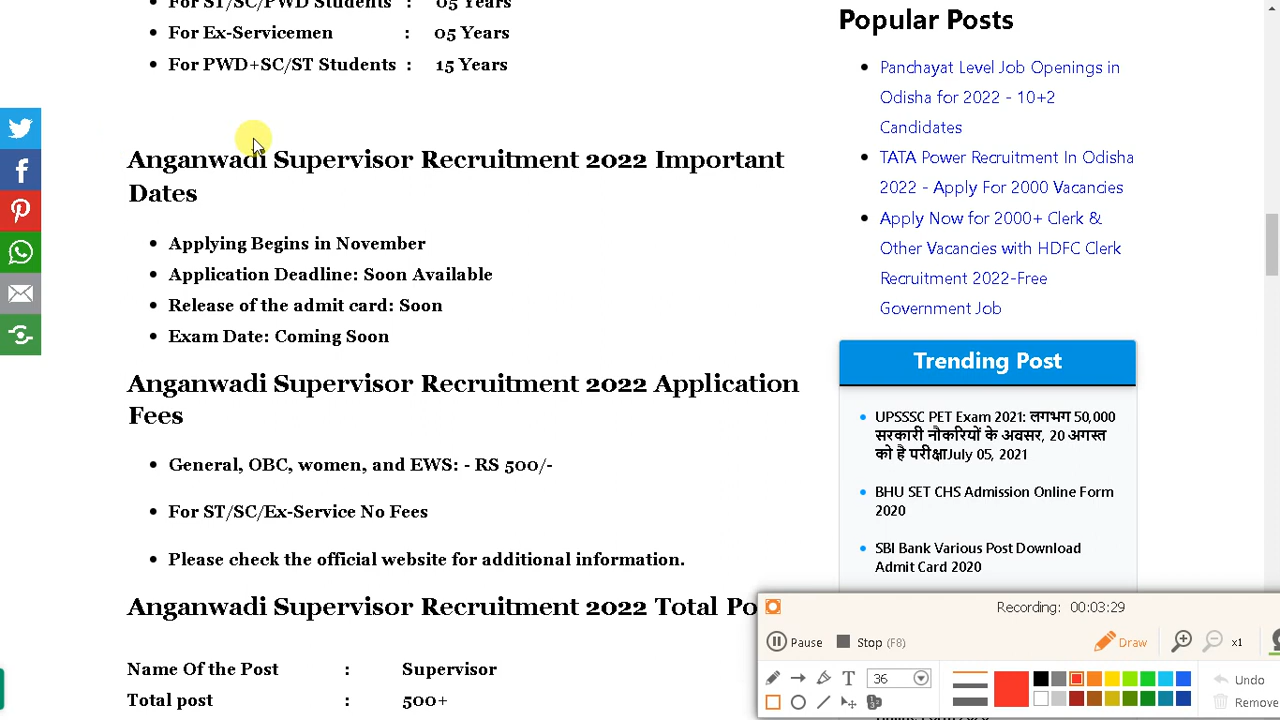 For ST/SC/PWD Students : 05 Years
For Ex-Servicemen : 05 Years
For PWD+SC/ST Students : 15 Years
Anganwadi Supervisor Recruitment 2022 Important
Dates
Applying Begins in November
Application Deadline: Soon Available
Release of the admit card: Soon
Exam Date: Coming Soon
Anganwadi Supervisor Recruitment 2022 Application
Fees
General, OBC, women, and EWS: - RS 500/-
For ST/SC/Ex-Service No Fees
Please check the official website for additional information.
Anganwadi Supervisor Recruitment 2022 Total Po
Name Of the Post : Supervisor
Total post : 500+
Popular Posts
Panchayat Level Job Openings in
Odisha for 2022 - 10+2
Candidates
TATA Power Recruitment In Odisha
2022 - Apply For 2000 Vacancies
Apply Now for 2000+ Clerk &
Other Vacancies with HDFC Clerk
Recruitment 2022-Free
Government Job
Trending Post
UPSSSC PET Exam 2021: लगभग 50,000
सरकारी नौकरियों के अवसर, 20 अगस्त
को है परीक्षाJuly 05, 2021
BHU SET CHS Admission Online Form
2020
SBI Bank Various Post Download
Admit Card 2020
Recording: 00:03:29
Pause
Stop (F8)
Draw
x1
T
36
Undo
Remove